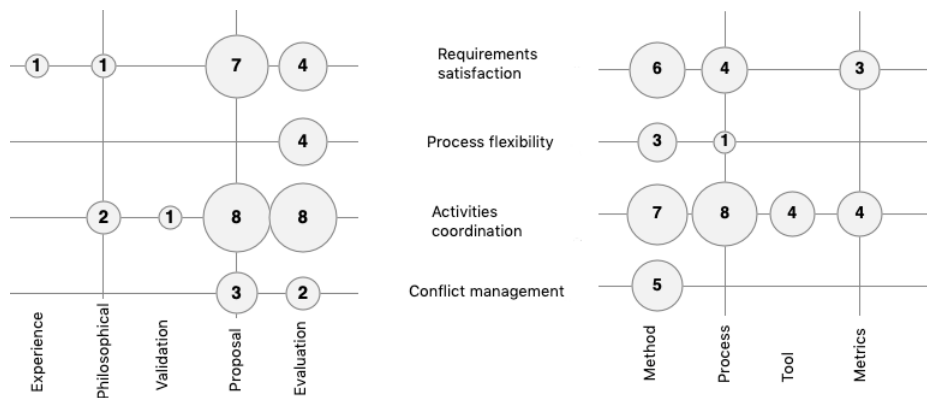 1 1 7 4
Requirements
satisfaction
6 4 3
4
Process flexibility
3 1
2 1 8 8
Activities
coordination
7 8 4 4
3 2
Conflict management
5
Experience
Philosophical
Validation
Proposal
Evaluation
Method
Process
Tool
Metrics